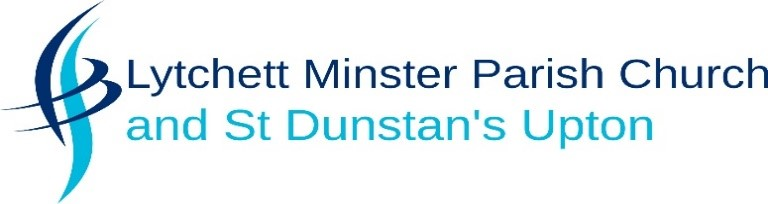 Lytchett Minster Parish Church
and St Dunstan's Upton